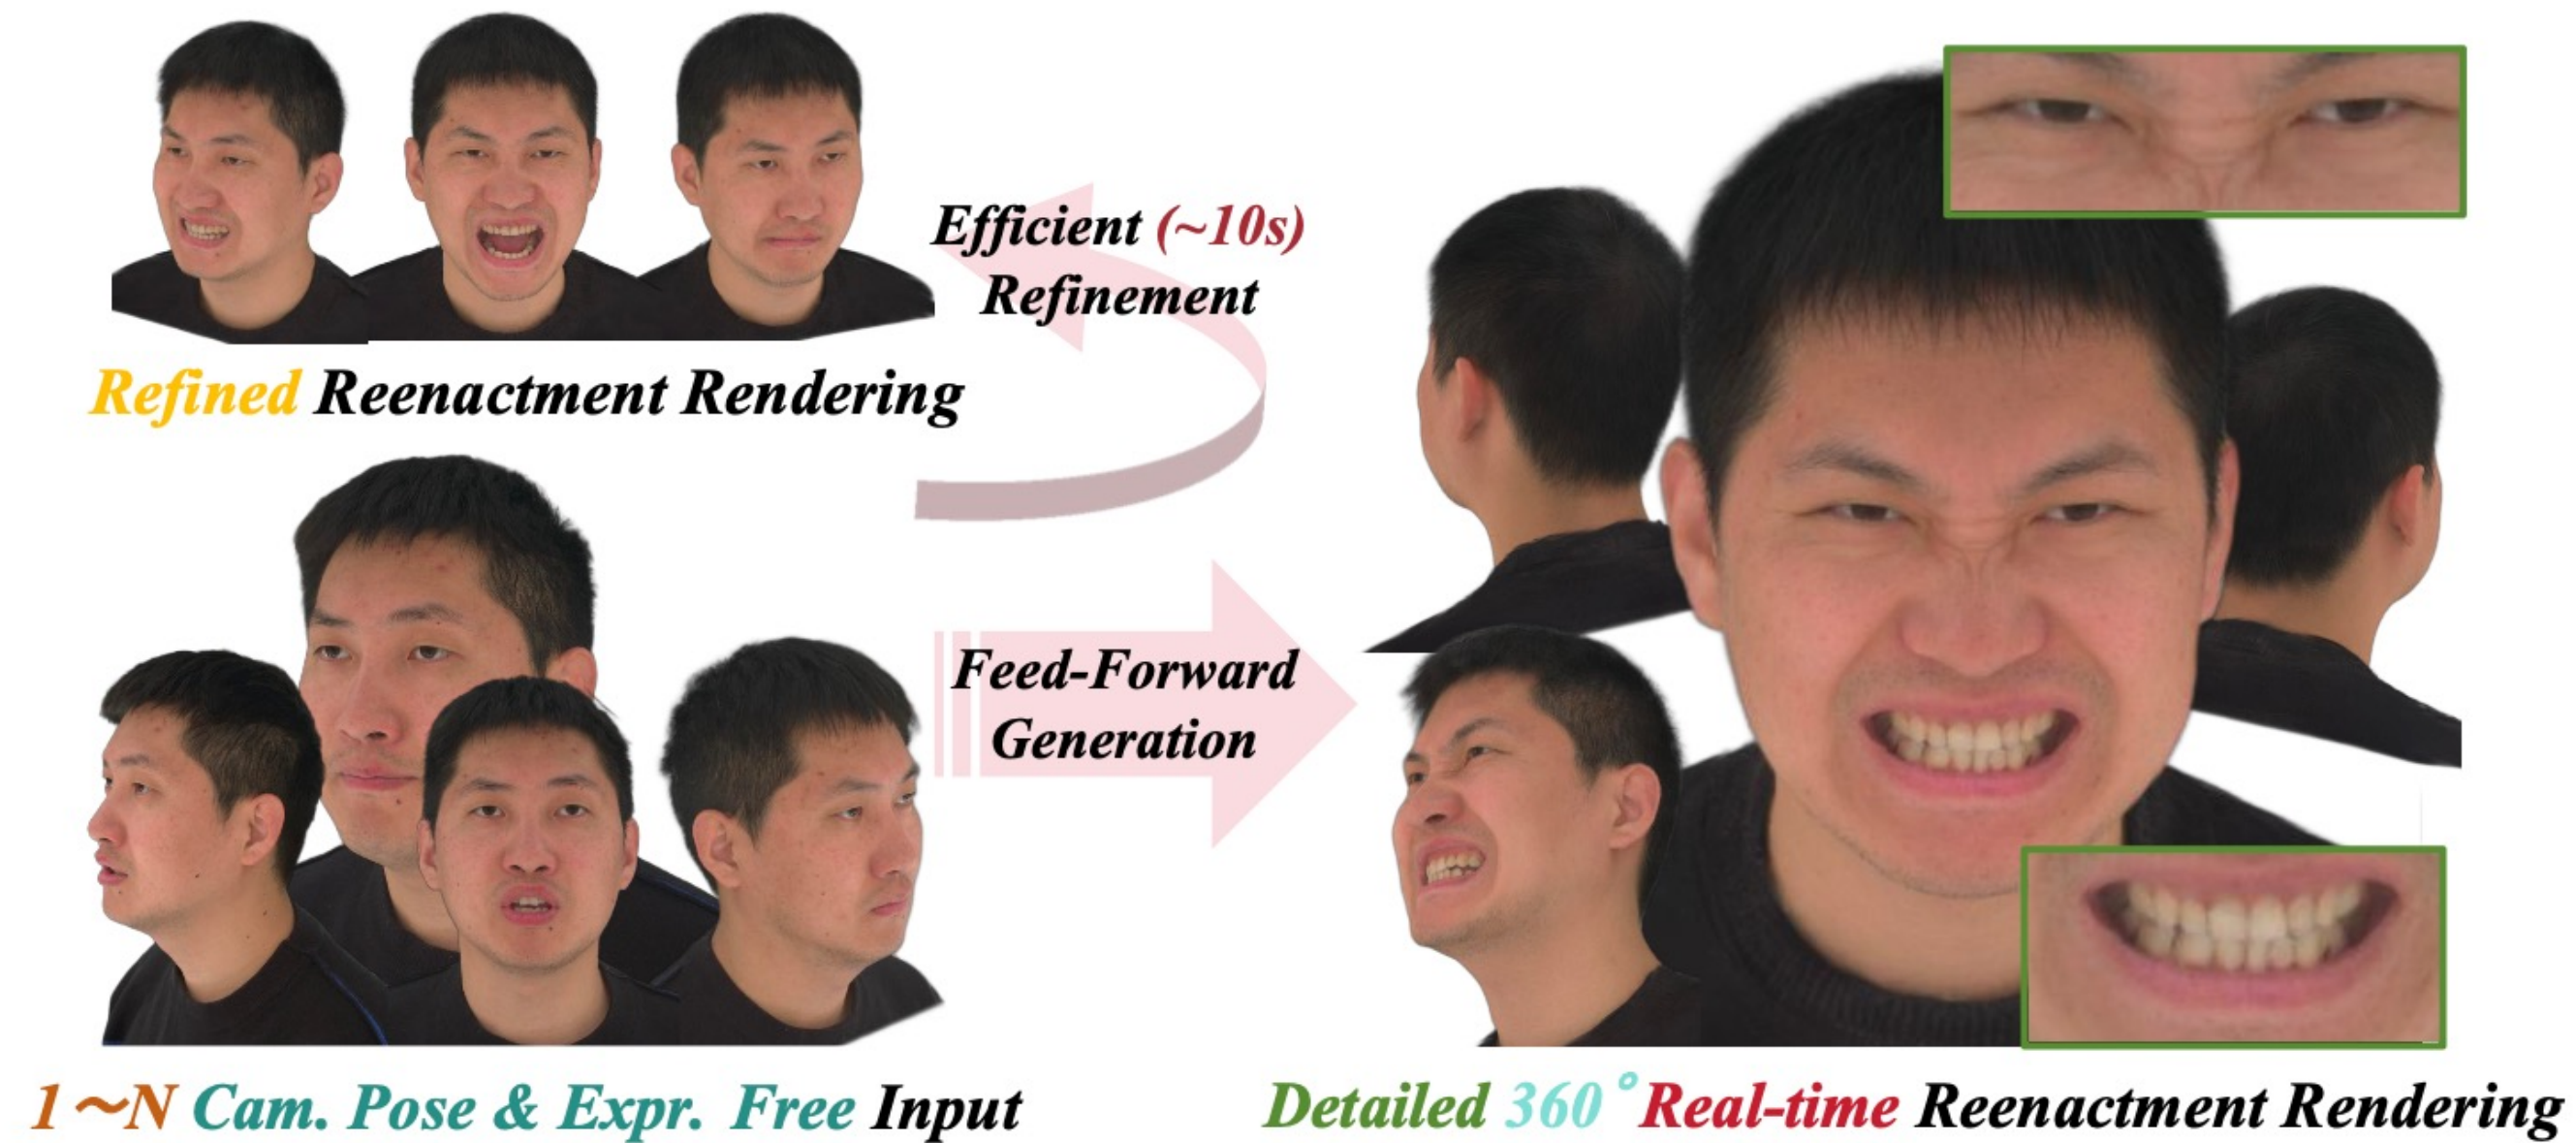 Efficient (~10s)
Refinement
Refined Reenactment Rendering
Feed-Forward
Generation
1~N Cam. Pose & Expr. Free Input
Detailed 360° Real-time Reenactment Rendering